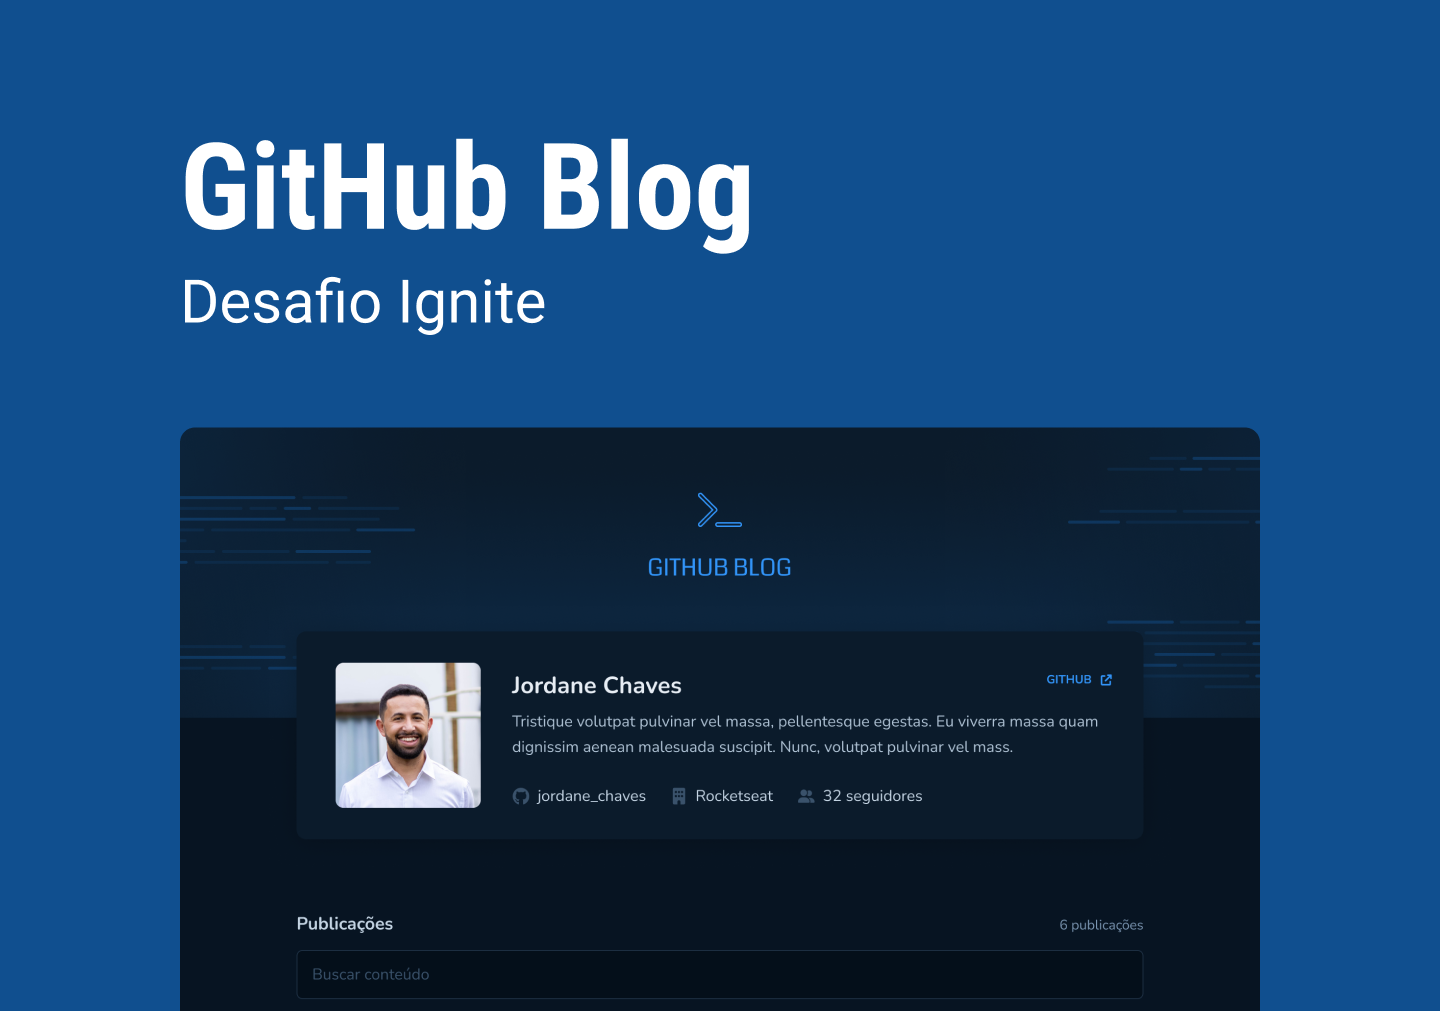 GitHub Blog
Desafio Ignite
GITHUB BLOG
Jordane Chaves
GITHUB
Tristique volutpat pulvinar vel massa, pellentesque egestas. Eu viverra massa quam
dignissim aenean malesuada suscipit. Nunc, volutpat pulvinar vel mass.
jordane_chaves Rocketseat 32 seguidores
Publicações 6 publicações
Buscar conteúdo